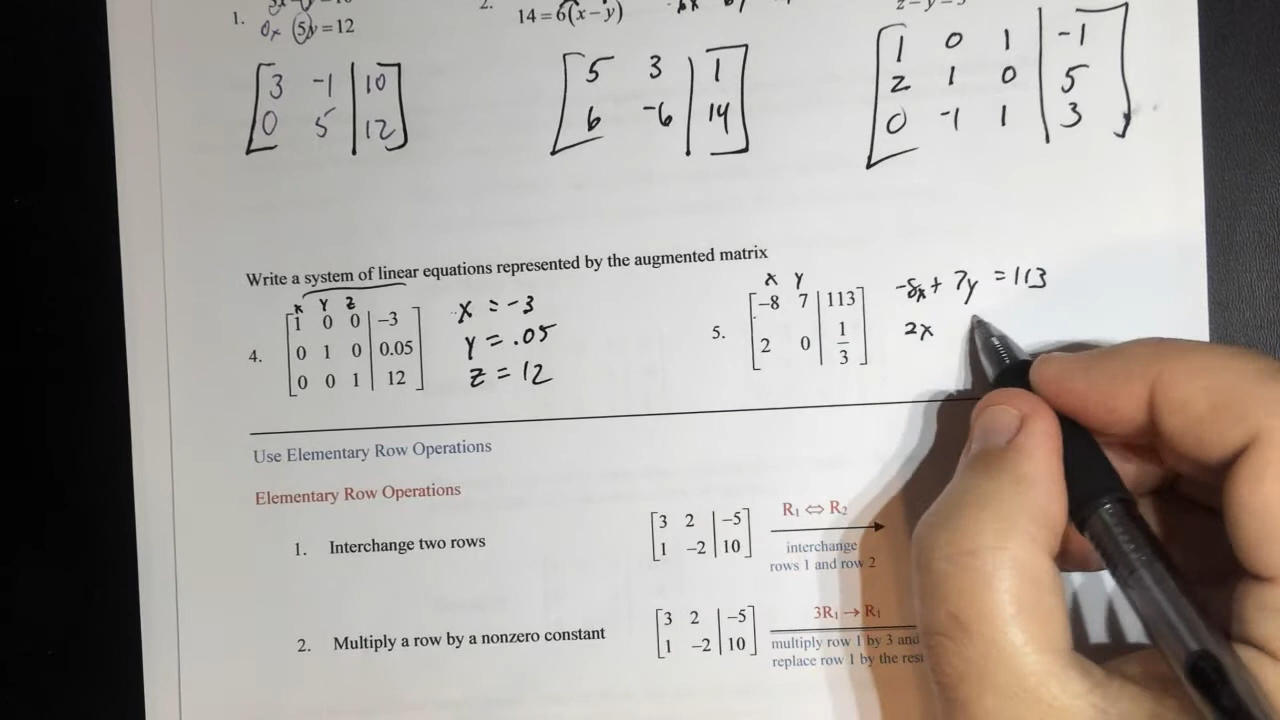 1.
0x 5y = 12
2.
14 = 6(x − y)
z − y = 3
[3 −1 | 10]
[0 5 | 12]
[5 3 | 1]
[6 −6 | 14]
[1 0 1 | −1]
[2 1 0 | 5]
[0 −1 1 | 3]
Write a system of linear equations represented by the augmented matrix
4.
x y z
[1 0 0 | −3]
[0 1 0 | 0.05]
[0 0 1 | 12]
x = −3
y = .05
z = 12
5.
x y
[−8 7 | 113]
[2 0 | 1/3]
−8x + 7y = 113
2x
Use Elementary Row Operations
Elementary Row Operations
1. Interchange two rows
[3 2 | −5]
[1 −2 | 10]
R₁ ⇔ R₂
interchange
rows 1 and row 2
2. Multiply a row by a nonzero constant
[3 2 | −5]
[1 −2 | 10]
3R₁ → R₁
multiply row 1 by 3 and
replace row 1 by the